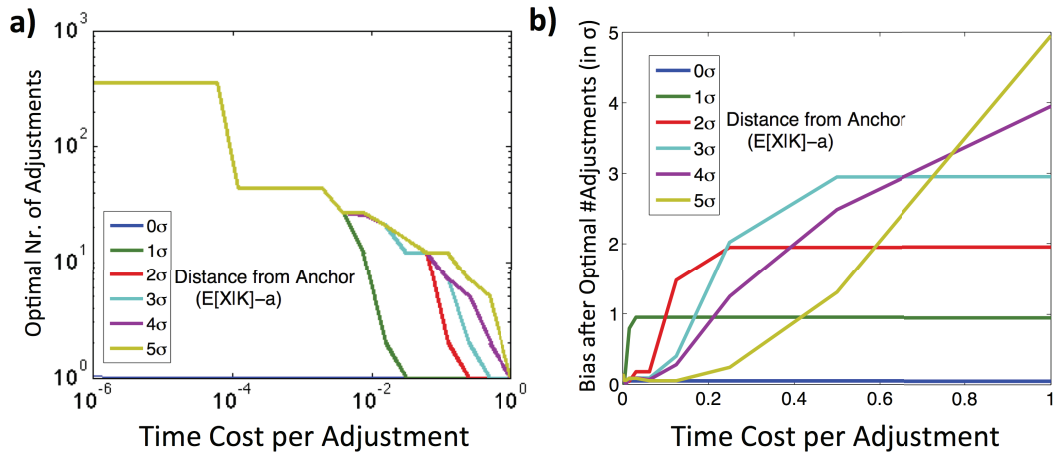 a)
Optimal Nr. of Adjustments
10^3
10^2
10^1
10^0
0σ
1σ
2σ
3σ
4σ
5σ
Distance from Anchor
(E[X|K]−a)
10^-6
10^-4
10^-2
10^0
Time Cost per Adjustment
b)
Bias after Optimal #Adjustments (in σ)
5
4
3
2
1
0
0σ
1σ
2σ
3σ
4σ
5σ
Distance from Anchor
(E[X|K]−a)
0
0.2
0.4
0.6
0.8
1
Time Cost per Adjustment